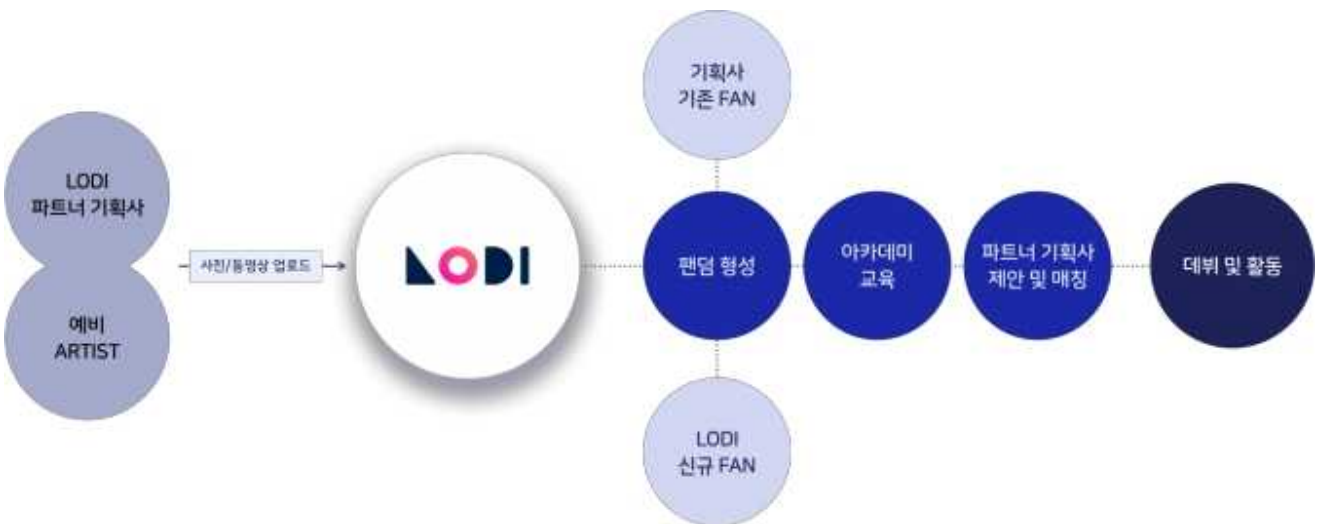 LODI
파트너 기획사
예비
ARTIST
사진/동영상 업로드
LODI
기획사
기존 FAN
팬덤 형성
LODI
신규 FAN
아카데미
교육
파트너 기획사
제안 및 매칭
데뷔 및 활동